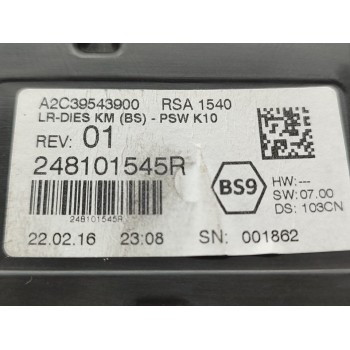 A2C39543900 RSA 1540
LR-DIES KM (BS) - PSW K10
REV: 01
248101545R
BS9
HW: ---
SW: 07.00
DS: 103CN
248101545R
22.02.16 23:08 SN: 001862